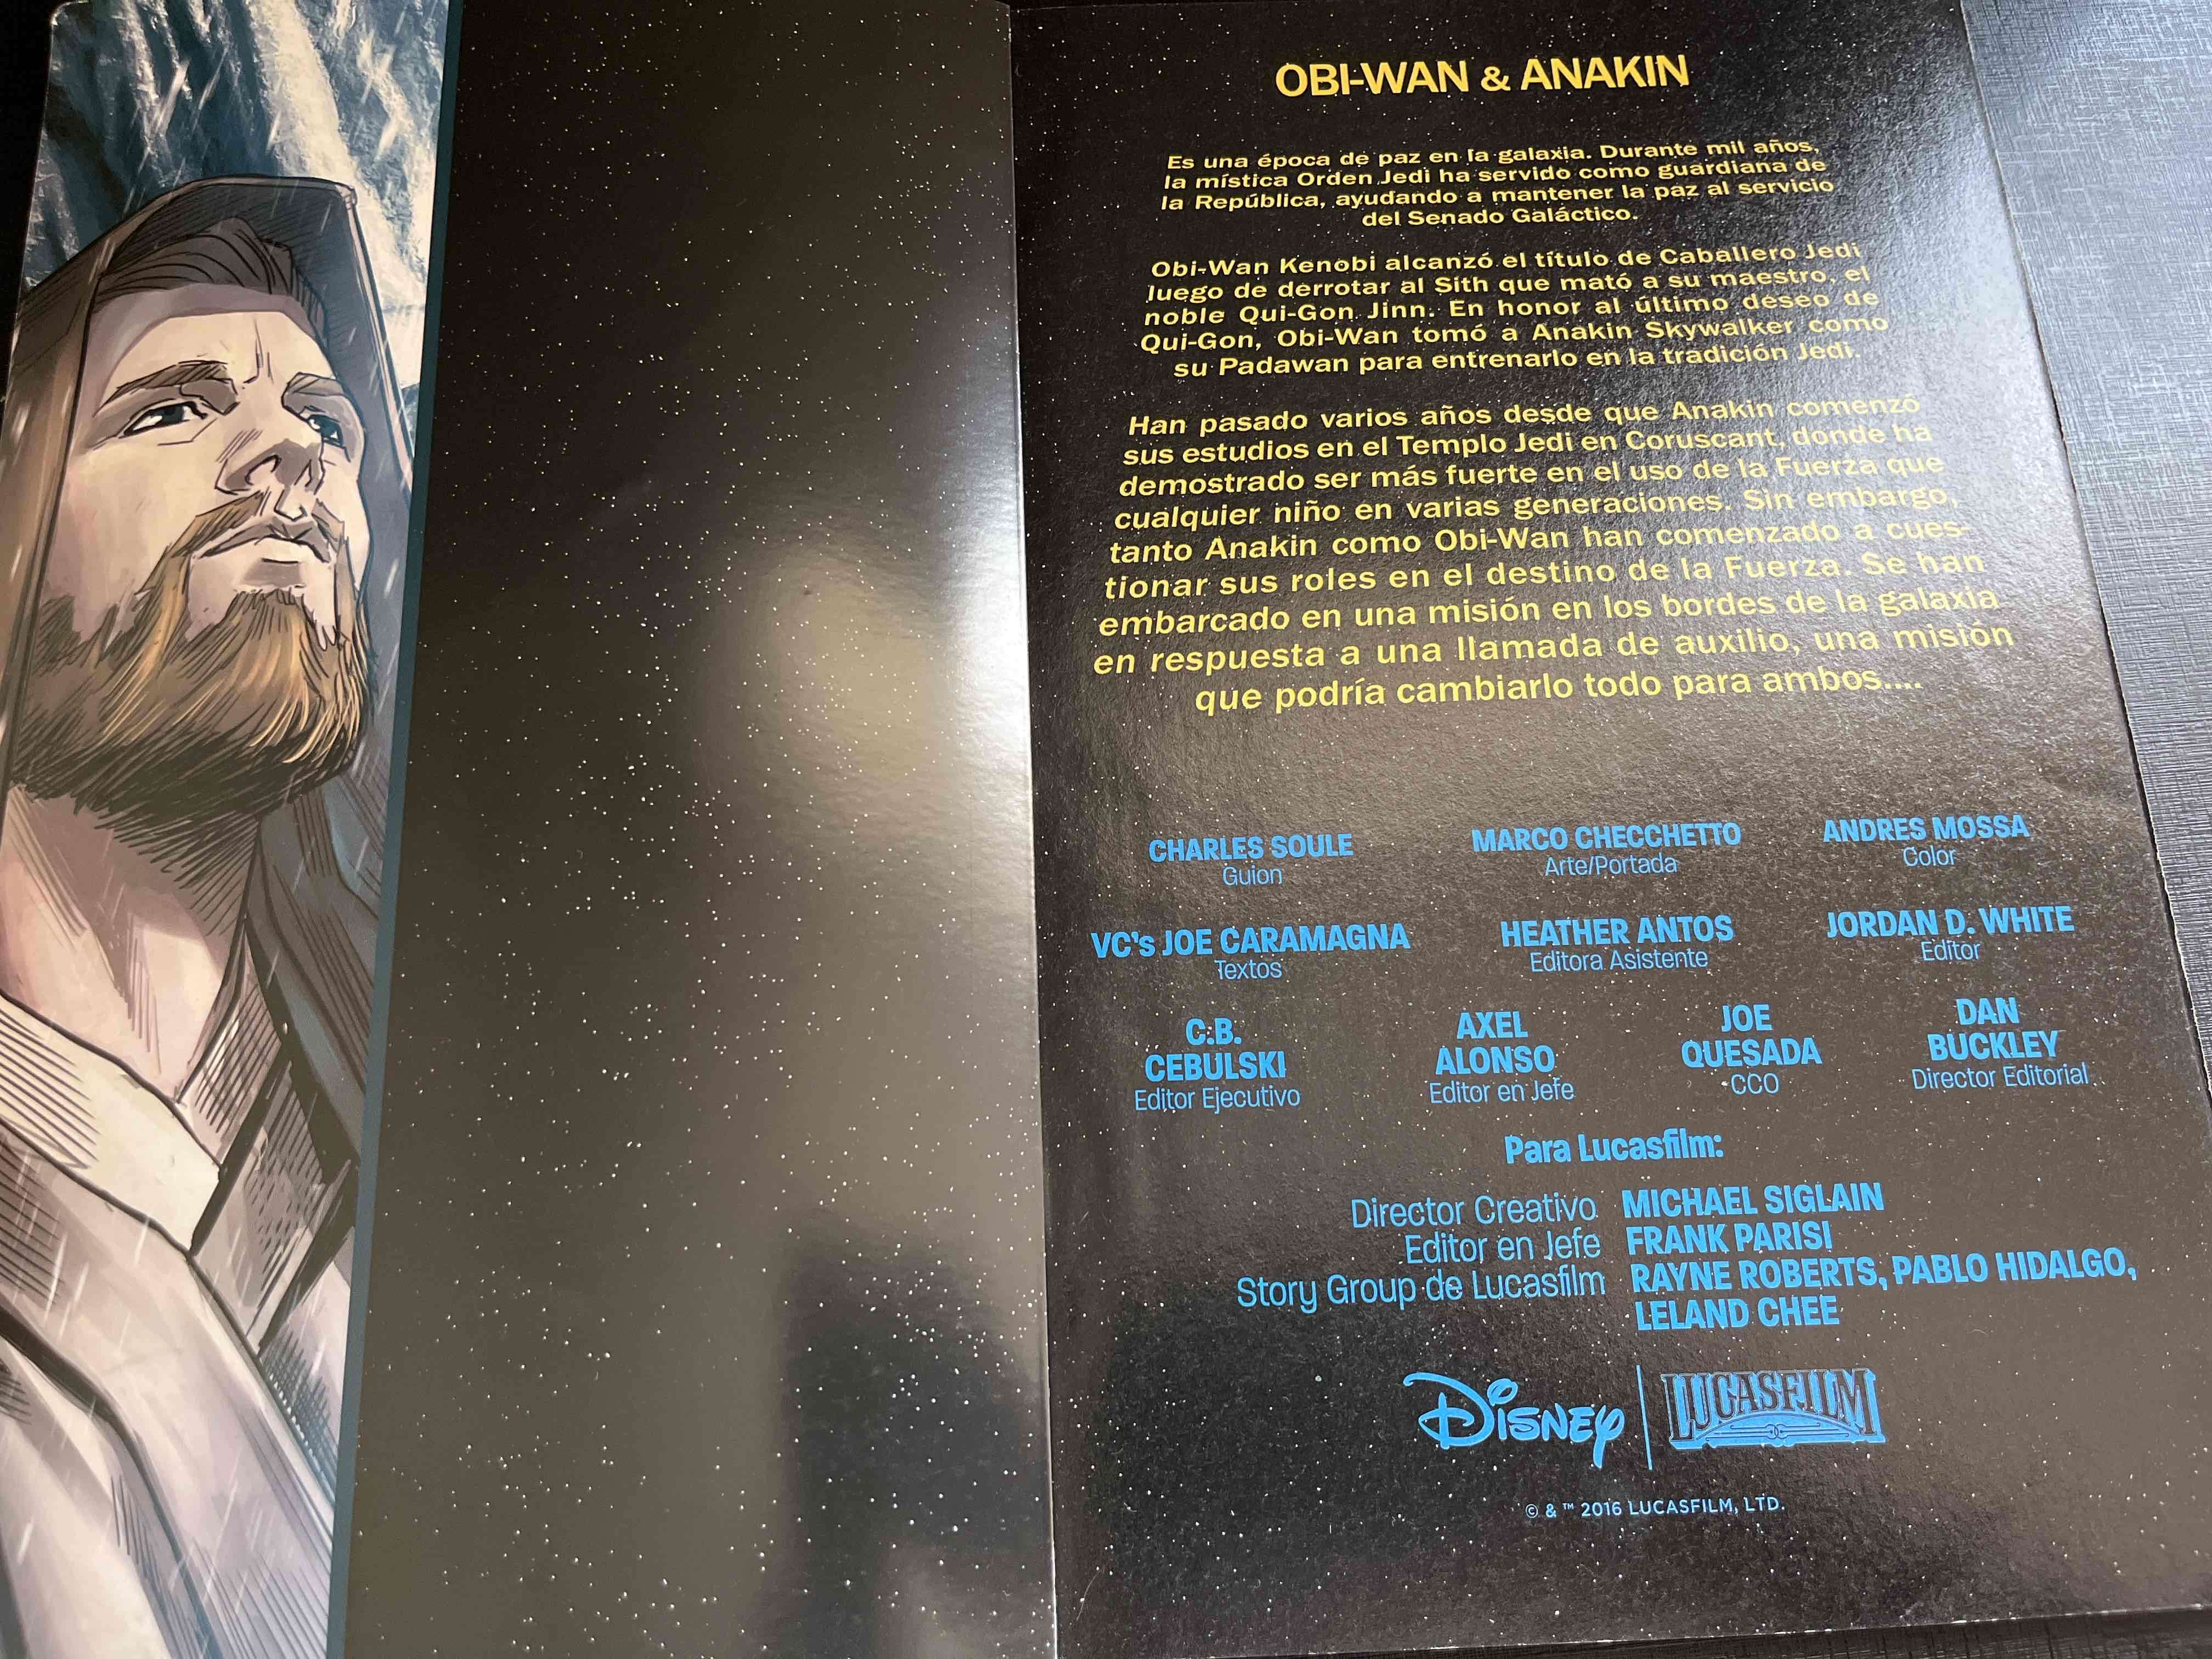 OBI-WAN & ANAKIN
Es una época de paz en la galaxia. Durante mil años,
la mística Orden Jedi ha servido como guardiana de
la República, ayudando a mantener la paz al servicio
del Senado Galáctico.
Obi-Wan Kenobi alcanzó el título de Caballero Jedi
luego de derrotar al Sith que mató a su maestro, el
noble Qui-Gon Jinn. En honor al último deseo de
Qui-Gon, Obi-Wan tomó a Anakin Skywalker como
su Padawan para entrenarlo en la tradición Jedi.
Han pasado varios años desde que Anakin comenzó
sus estudios en el Templo Jedi en Coruscant, donde ha
demostrado ser más fuerte en el uso de la Fuerza que
cualquier niño en varias generaciones. Sin embargo,
tanto Anakin como Obi-Wan han comenzado a cues-
tionar sus roles en el destino de la Fuerza. Se han
embarcado en una misión en los bordes de la galaxia
en respuesta a una llamada de auxilio, una misión
que podría cambiarlo todo para ambos....
CHARLES SOULE
Guion
MARCO CHECCHETTO
Arte/Portada
ANDRES MOSSA
Color
VC's JOE CARAMAGNA
Textos
HEATHER ANTOS
Editora Asistente
JORDAN D. WHITE
Editor
C.B.
CEBULSKI
Editor Ejecutivo
AXEL
ALONSO
Editor en Jefe
JOE
QUESADA
CCO
DAN
BUCKLEY
Director Editorial
Para Lucasfilm:
Director Creativo MICHAEL SIGLAIN
Editor en Jefe FRANK PARISI
Story Group de Lucasfilm RAYNE ROBERTS, PABLO HIDALGO,
LELAND CHEE
DISNEY LUCASFILM
© & ™ 2016 LUCASFILM, LTD.